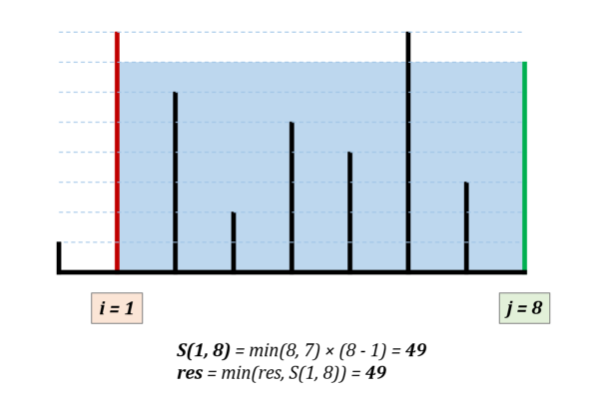 i = 1
j = 8
S(1, 8) = min(8, 7) × (8 - 1) = 49
res = min(res, S(1, 8)) = 49